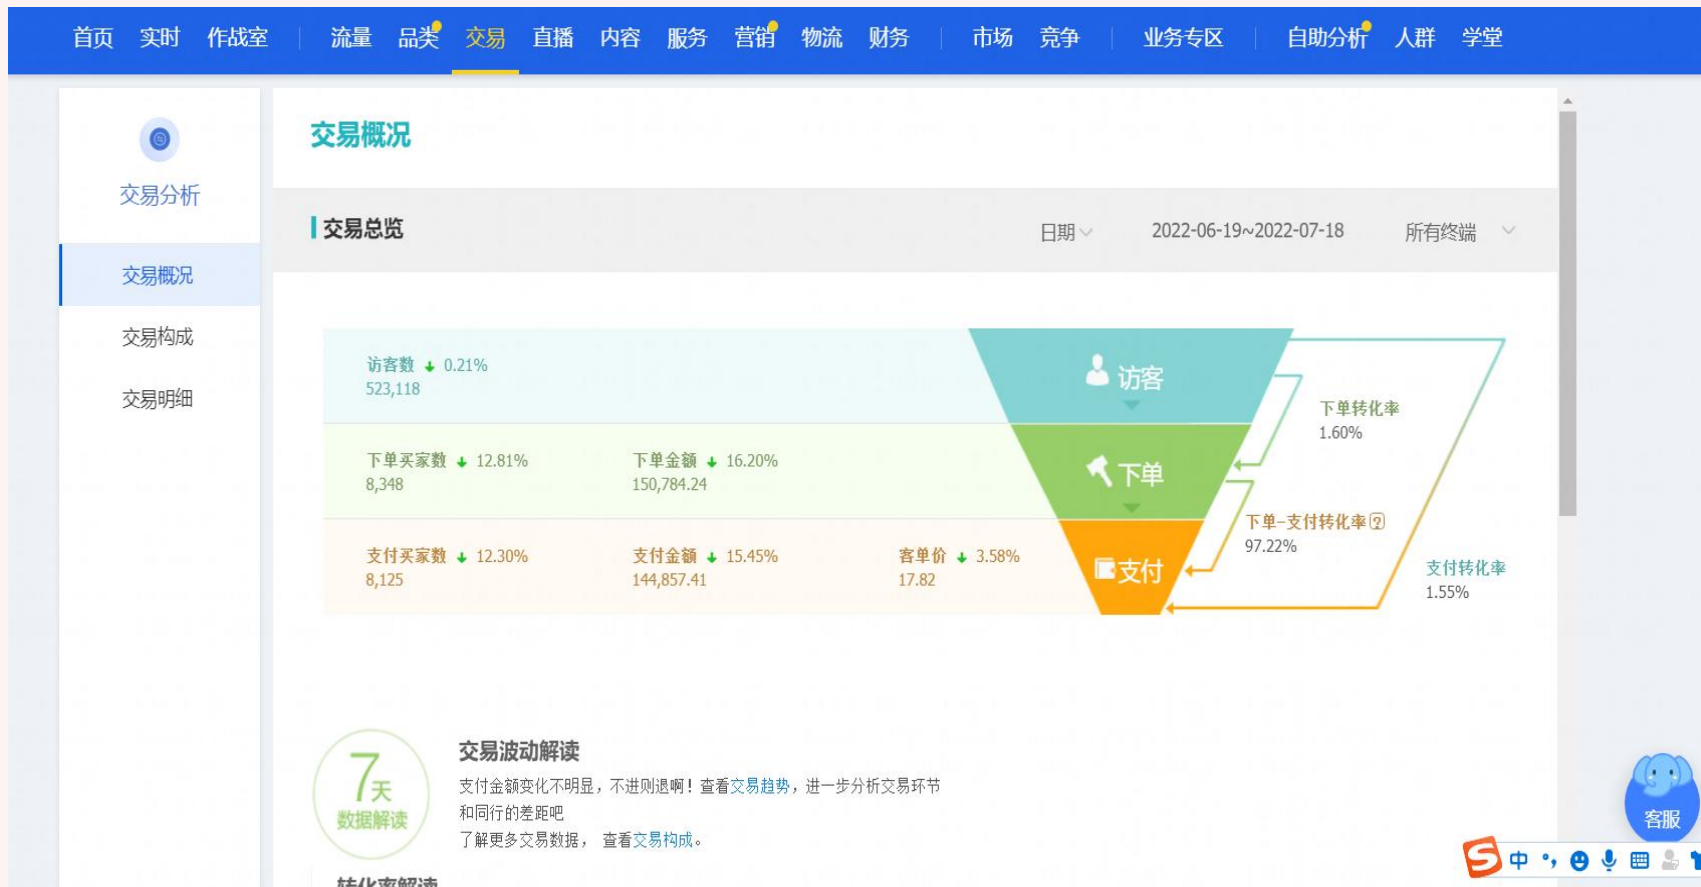 首页 实时 作战室 流量 品类 交易 直播 内容 服务 营销 物流 财务 市场 竞争 业务专区 自助分析 人群 学堂
交易分析
交易概况
交易构成
交易明细
交易概况
交易总览 日期 2022-06-19~2022-07-18 所有终端
访客数 0.21%
523,118
访客
下单转化率
1.60%
下单买家数 12.81% 下单金额 16.20%
8,348 150,784.24
下单
下单-支付转化率?
97.22%
支付买家数 12.30% 支付金额 15.45% 客单价 3.58%
8,125 144,857.41 17.82
支付
支付转化率
1.55%
7天
数据解读
交易波动解读
支付金额变化不明显，不进则退啊！查看交易趋势，进一步分析交易环节
和同行的差距吧
了解更多交易数据， 查看交易构成。
转化率解读
客服
S 中